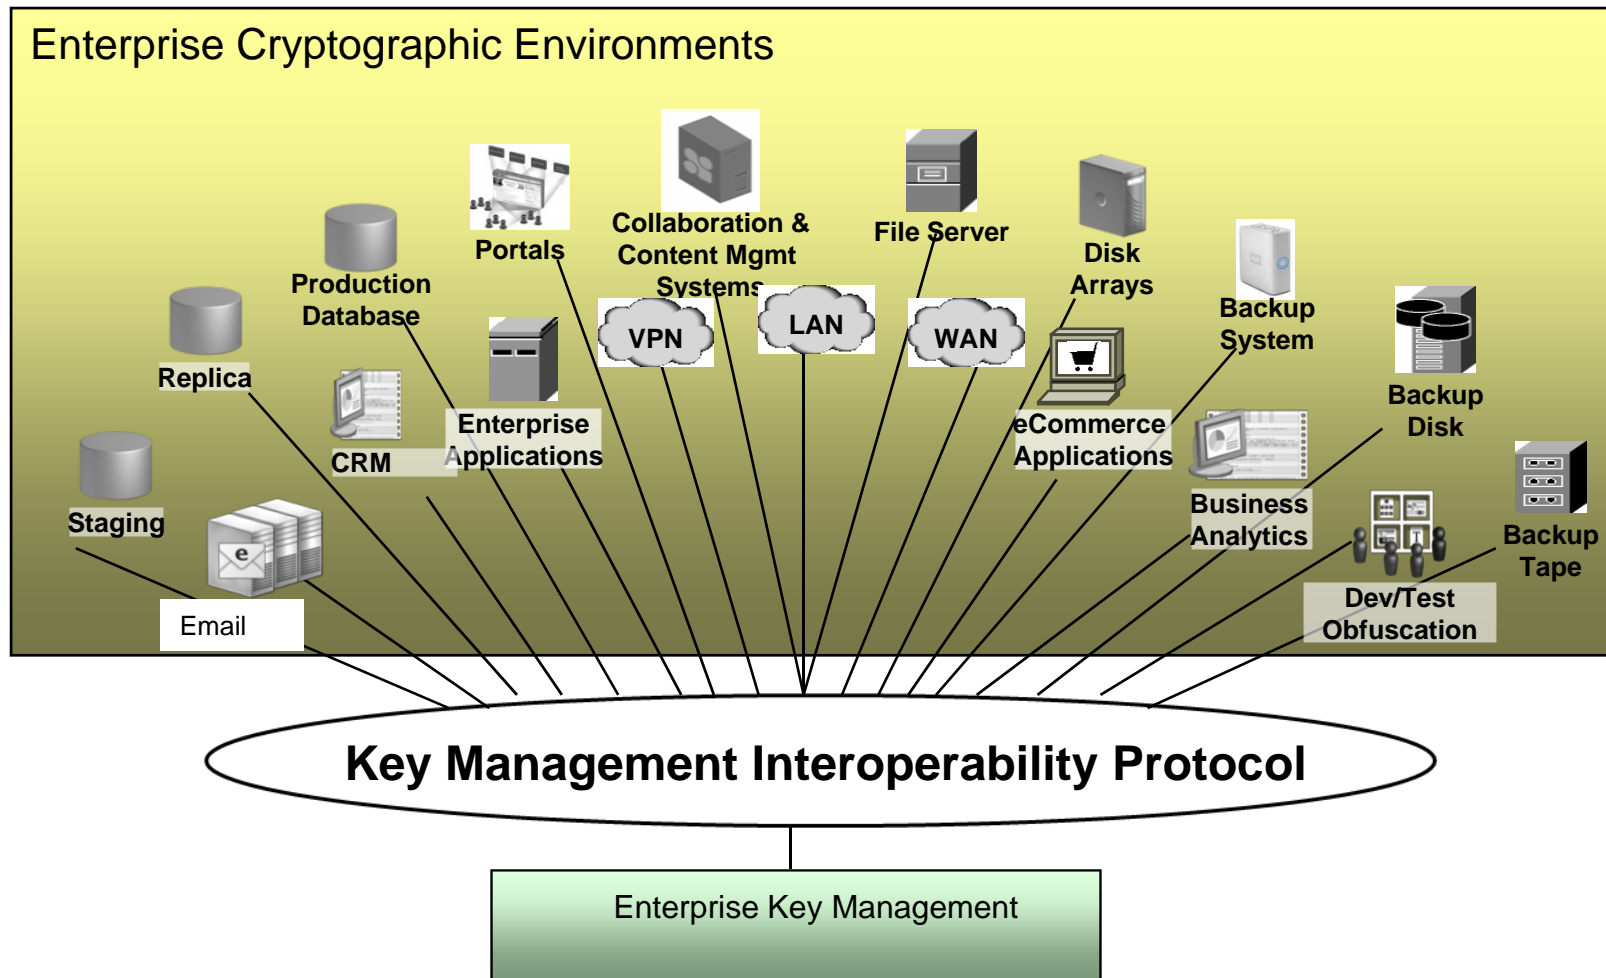 Enterprise Cryptographic Environments
Portals
Collaboration &
Content Mgmt
Systems
File Server
Disk
Arrays
Production
Database
Backup
System
Replica
VPN
LAN
WAN
Backup
Disk
CRM
Enterprise
Applications
eCommerce
Applications
Staging
Business
Analytics
Backup
Tape
e
T
Email
Dev/Test
Obfuscation
Key Management Interoperability Protocol
Enterprise Key Management